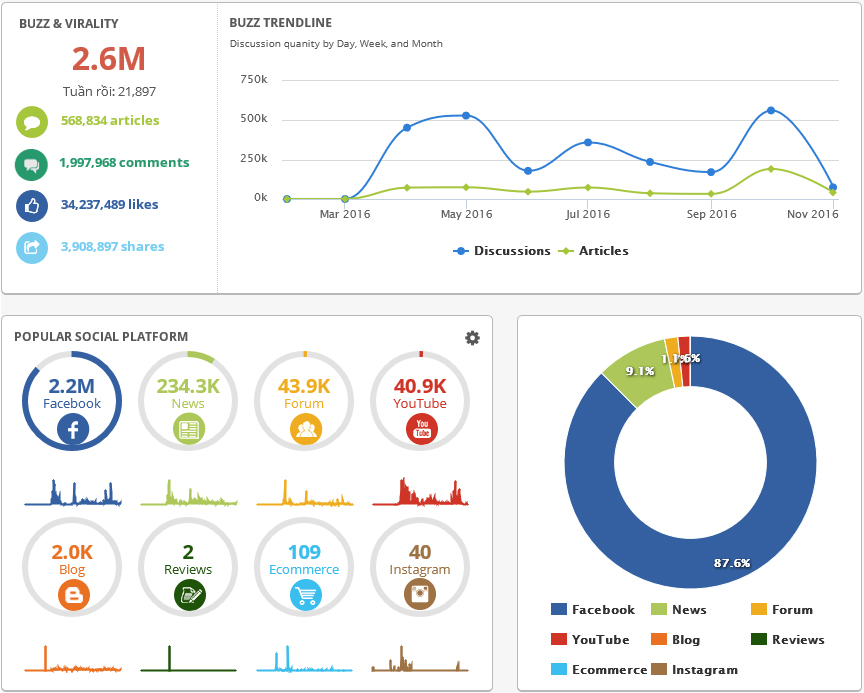 BUZZ & VIRALITY
2.6M
Tuần rồi: 21,897
568,834 articles
1,997,968 comments
34,237,489 likes
3,908,897 shares
BUZZ TRENDLINE
Discussion quanity by Day, Week, and Month
750k
500k
250k
0k
Mar 2016 May 2016 Jul 2016 Sep 2016 Nov 2016
Discussions Articles
POPULAR SOCIAL PLATFORM
2.2M 234.3K 43.9K 40.9K
Facebook News Forum YouTube
You
Tube
2.0K 2 109 40
Blog Reviews Ecommerce Instagram
9.1%
87.6%
Facebook News Forum
YouTube Blog Reviews
Ecommerce Instagram